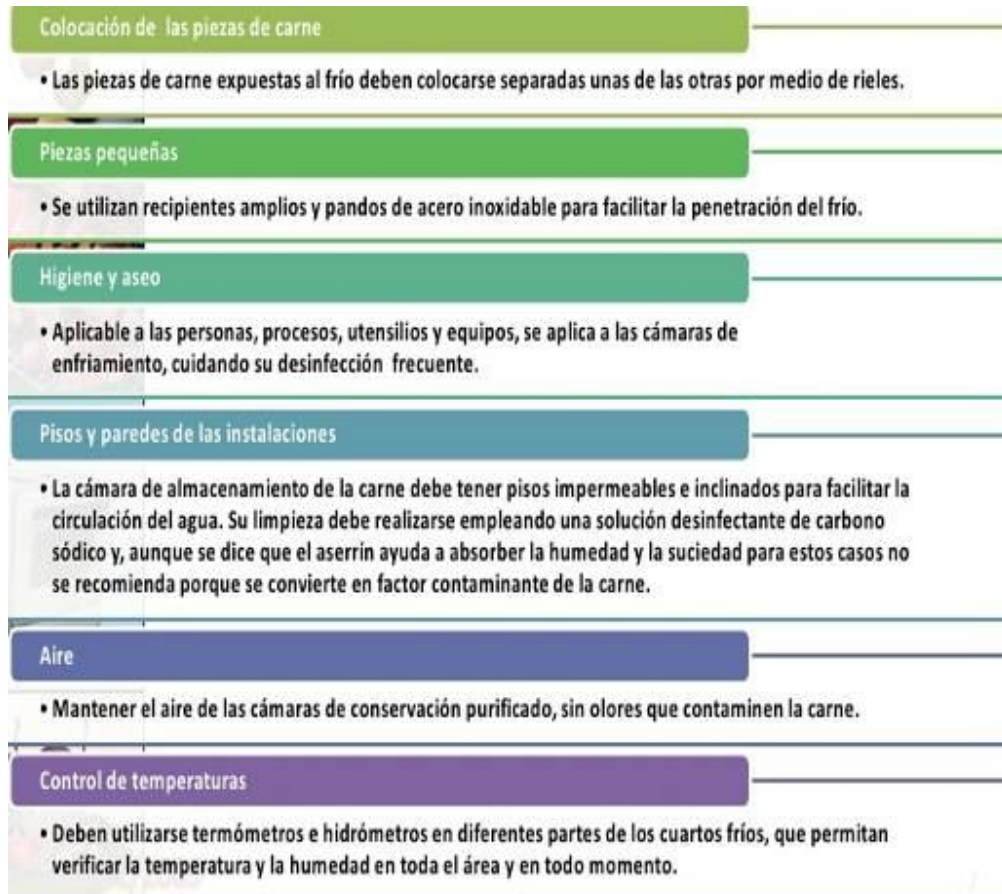 Colocación de las piezas de carne
• Las piezas de carne expuestas al frío deben colocarse separadas unas de las otras por medio de rieles.
Piezas pequeñas
• Se utilizan recipientes amplios y pandos de acero inoxidable para facilitar la penetración del frío.
Higiene y aseo
• Aplicable a las personas, procesos, utensilios y equipos, se aplica a las cámaras de
enfriamiento, cuidando su desinfección frecuente.
Pisos y paredes de las instalaciones
• La cámara de almacenamiento de la carne debe tener pisos impermeables e inclinados para facilitar la
circulación del agua. Su limpieza debe realizarse empleando una solución desinfectante de carbono
sódico y, aunque se dice que el aserrín ayuda a absorber la humedad y la suciedad para estos casos no
se recomienda porque se convierte en factor contaminante de la carne.
Aire
• Mantener el aire de las cámaras de conservación purificado, sin olores que contaminen la carne.
Control de temperaturas
• Deben utilizarse termómetros e hidrómetros en diferentes partes de los cuartos fríos, que permitan
verificar la temperatura y la humedad en toda el área y en todo momento.